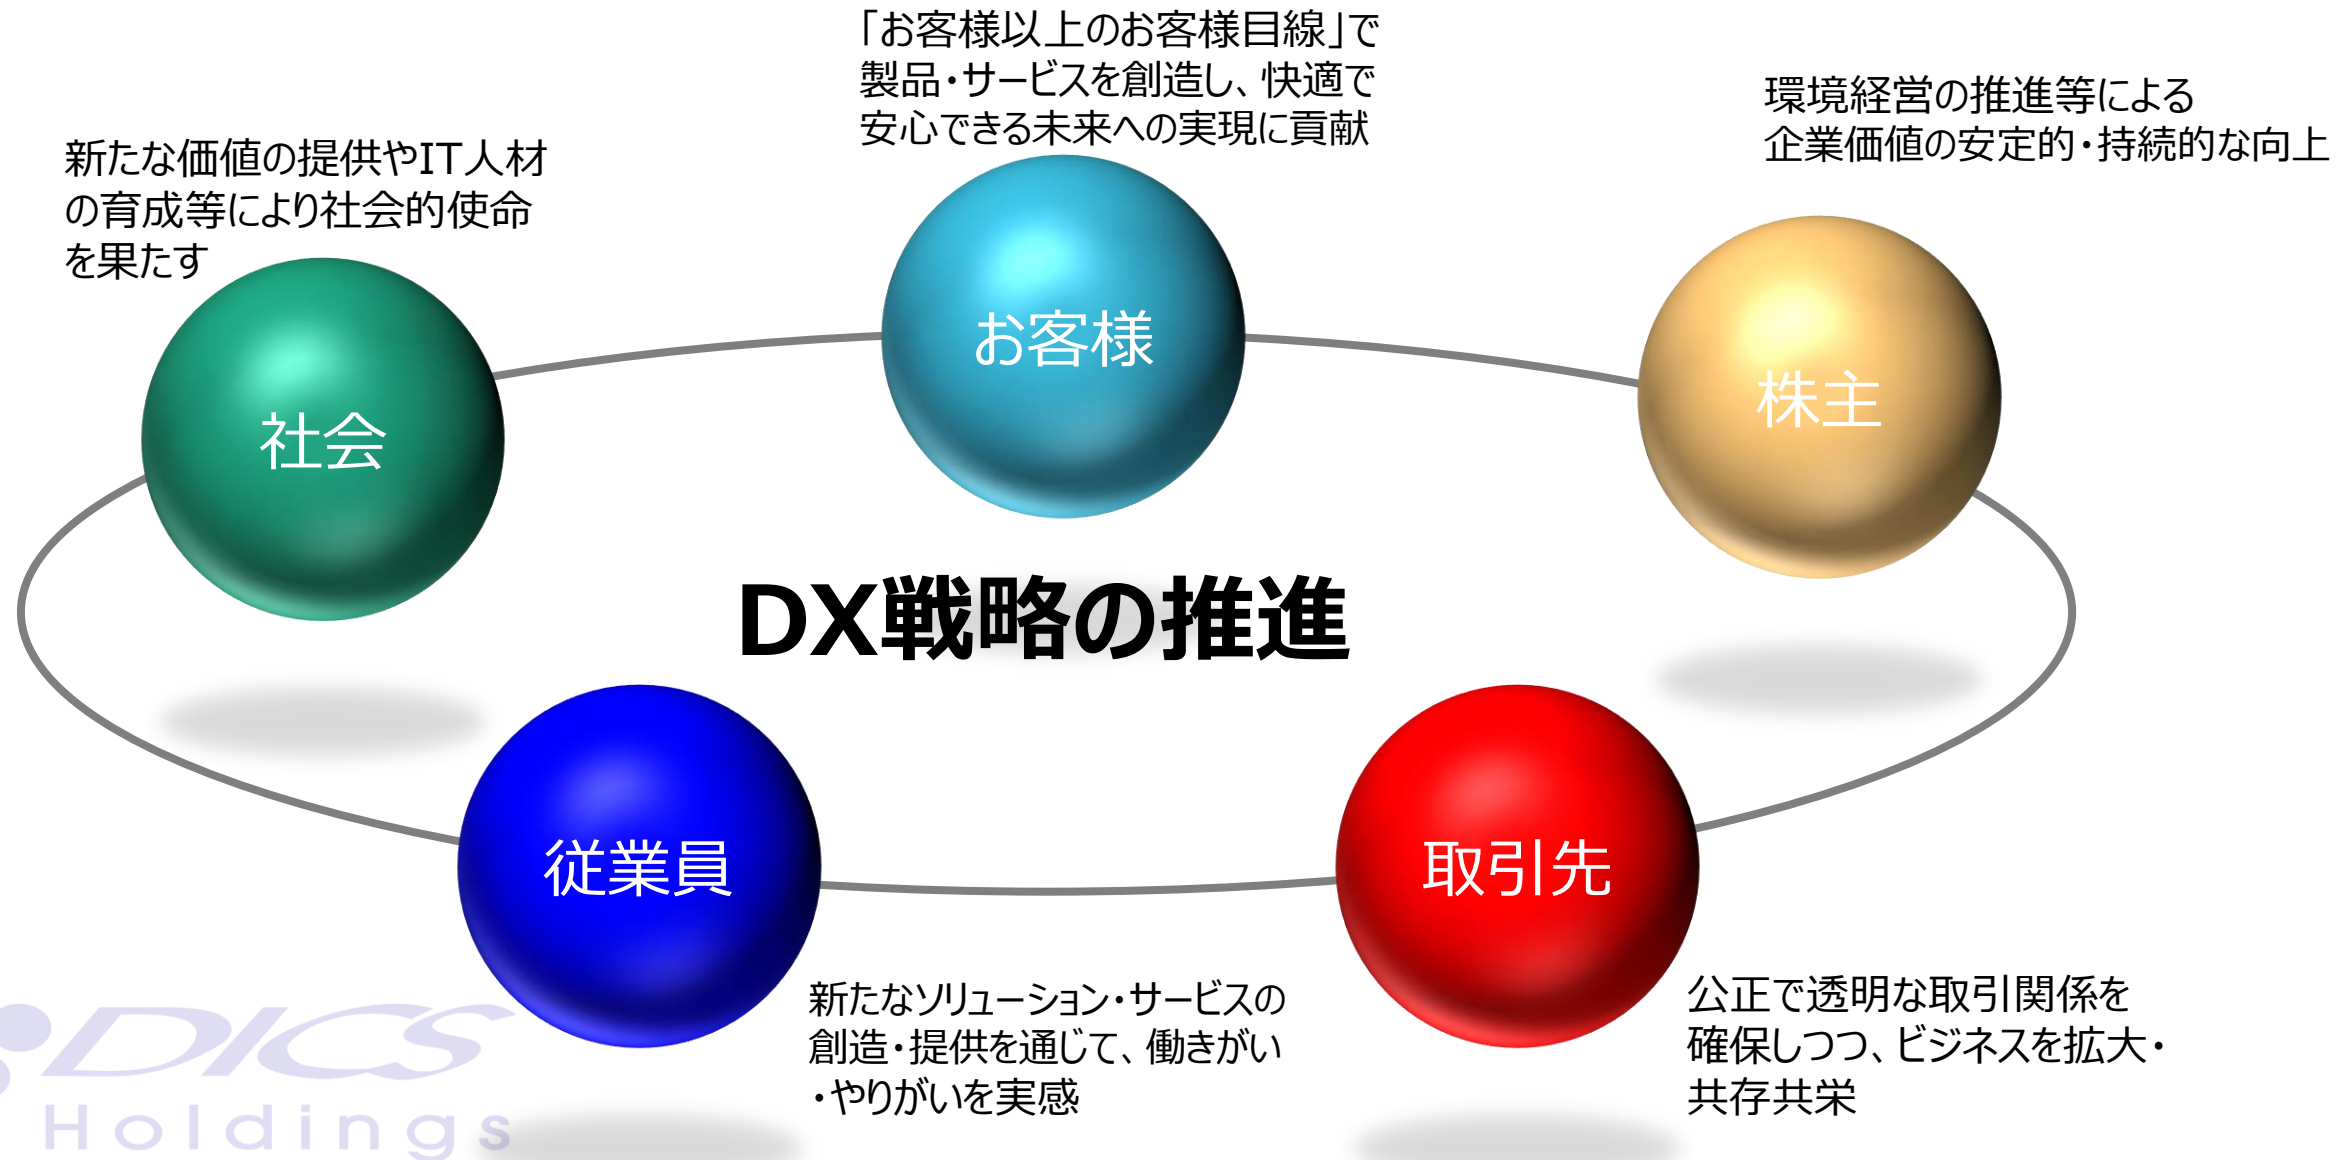 「お客様以上のお客様目線」で
製品・サービスを創造し、快適で
安心できる未来への実現に貢献
環境経営の推進等による
企業価値の安定的・持続的な向上
新たな価値の提供やIT人材
の育成等により社会的使命
を果たす
お客様
株主
社会
DX戦略の推進
従業員
取引先
新たなソリューション・サービスの
創造・提供を通じて、働きがい
・やりがいを実感
公正で透明な取引関係を
確保しつつ、ビジネスを拡大・
共存共栄
DICS
Holdings